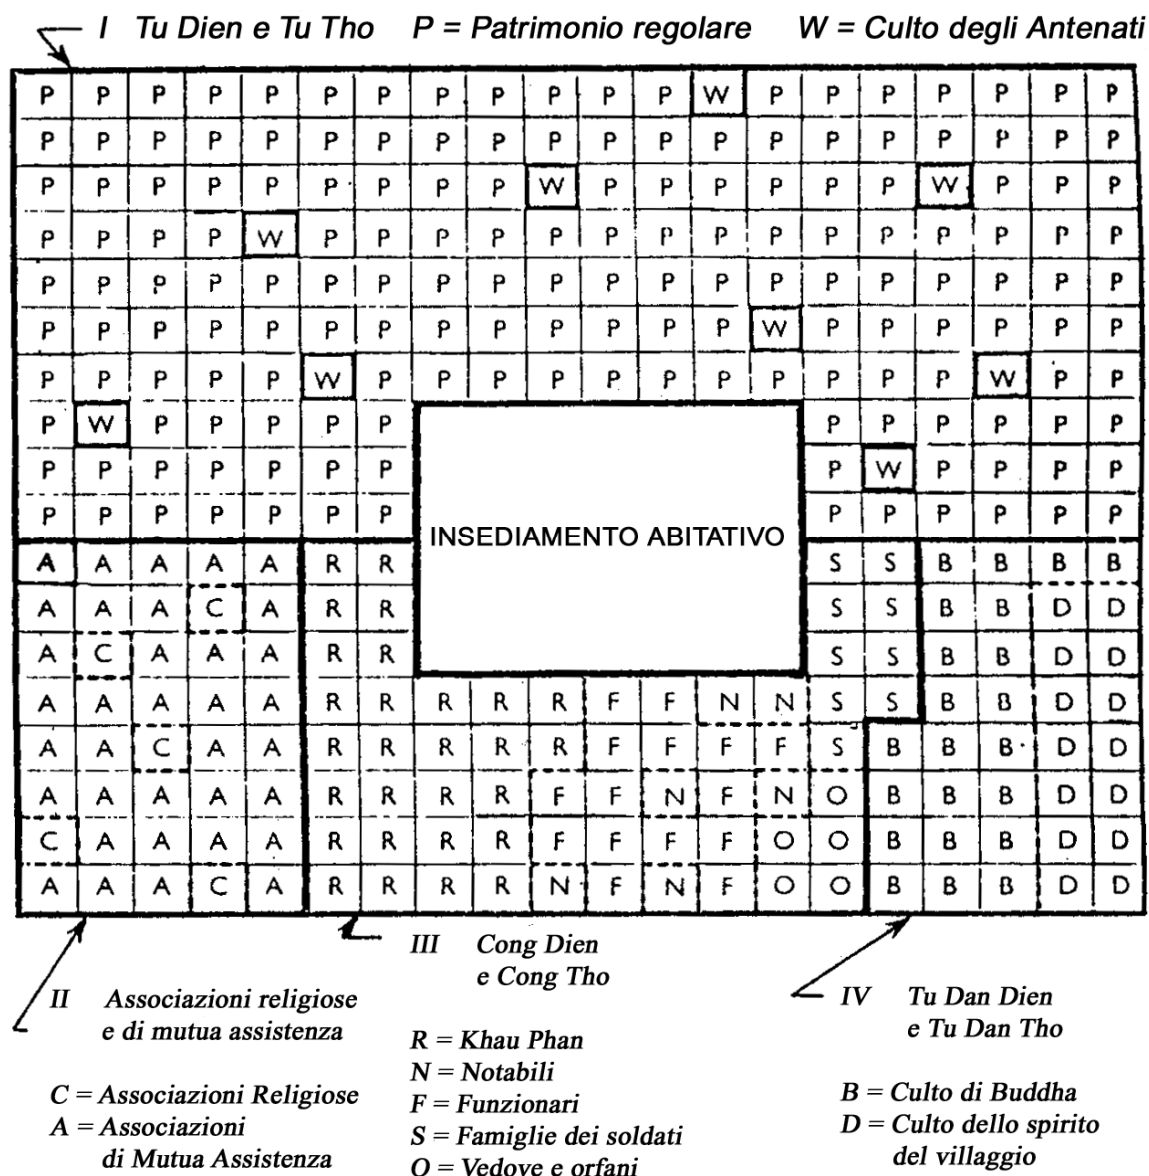 I Tu Dien e Tu Tho P = Patrimonio regolare W = Culto degli Antenati
P P P P P P P P P P P P W P P P P P P P
P P P P P P P P P P P P P P P P P P P P
P P P P P P P P P W P P P P P P W P P P
P P P P W P P P P P P P P P P P P P P P
P P P P P P P P P P P P P P P P P P P P
P P P P P P P P P P P P P W P P P P P P
P P P P P W P P P P P P P P P P P W P P
P W P P P P P P P P P P P
P P P P P P P P W P P P P
P P P P P P P P P P P P P
INSEDIAMENTO ABITATIVO
A A A A A R R S S B B B B
A A A C A R R S S B B D D
A C A A A R R S S B B D D
A A A A A R R R R R F F N N S S B B D D
A A C A A R R R R R F F F F S B B B D D
A A A A A R R R R F F N F N O B B B D D
C A A A A R R R R F F F F O O B B B D D
A A A C A R R R R N F N F O O B B B D D
II Associazioni religiose
e di mutua assistenza
C = Associazioni Religiose
A = Associazioni
di Mutua Assistenza
III Cong Dien
e Cong Tho
R = Khau Phan
N = Notabili
F = Funzionari
S = Famiglie dei soldati
O = Vedove e orfani
IV Tu Dan Dien
e Tu Dan Tho
B = Culto di Buddha
D = Culto dello spirito
del villaggio